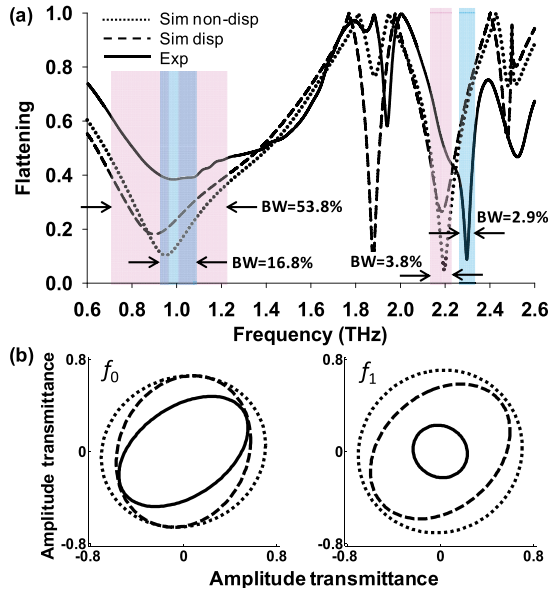 (a)
Sim non-disp
Sim disp
Exp
Flattening
1.0
0.8
0.6
0.4
0.2
0.0
BW=53.8%
BW=16.8%
BW=3.8%
BW=2.9%
0.6 0.8 1.0 1.2 1.4 1.6 1.8 2.0 2.2 2.4 2.6
Frequency (THz)
(b)
Amplitude transmittance
0.8
0
-0.8
f0
-0.8 0 0.8
0.8
0
-0.8
f1
-0.8 0 0.8
Amplitude transmittance